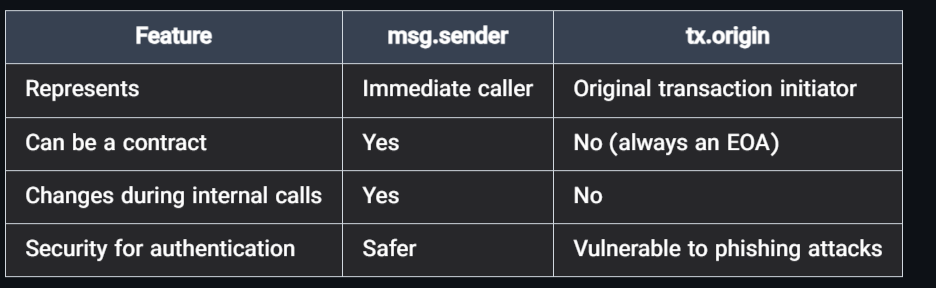 Feature msg.sender tx.origin
Represents Immediate caller Original transaction initiator
Can be a contract Yes No (always an EOA)
Changes during internal calls Yes No
Security for authentication Safer Vulnerable to phishing attacks